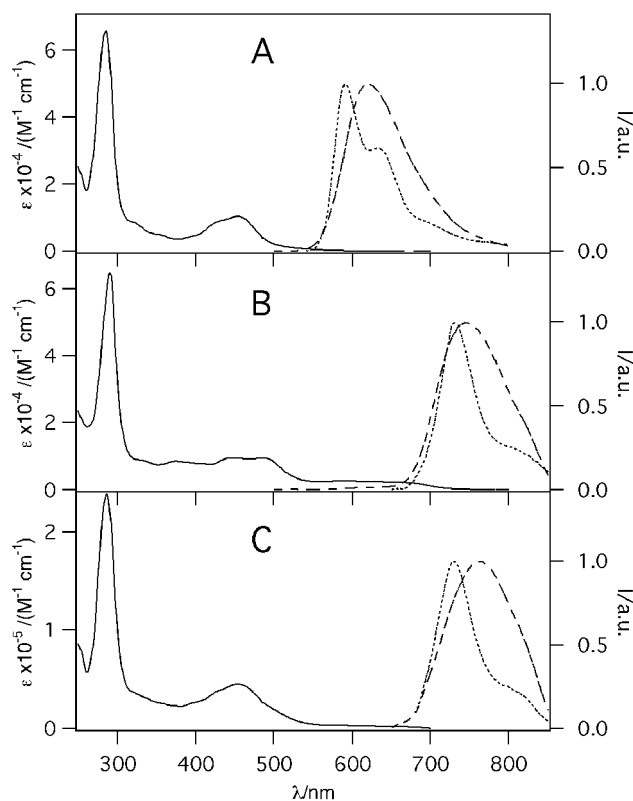 A
6
4
2
0
ε x10⁻⁴ /(M⁻¹ cm⁻¹)
1.0
0.5
0.0
I/a.u.
B
6
4
2
0
ε x10⁻⁴ /(M⁻¹ cm⁻¹)
1.0
0.5
0.0
I/a.u.
C
2
1
0
ε x10⁻⁵ /(M⁻¹ cm⁻¹)
1.0
0.5
0.0
I/a.u.
300 400 500 600 700 800
λ/nm